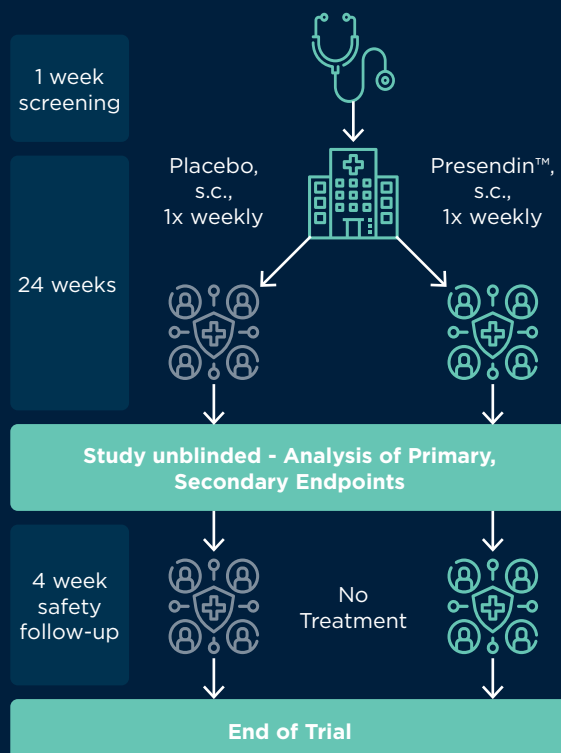 1 week
screening
Placebo,
s.c.,
1x weekly
Presendin™,
s.c.,
1x weekly
24 weeks
Study unblinded - Analysis of Primary,
Secondary Endpoints
4 week
safety
follow-up
No
Treatment
End of Trial